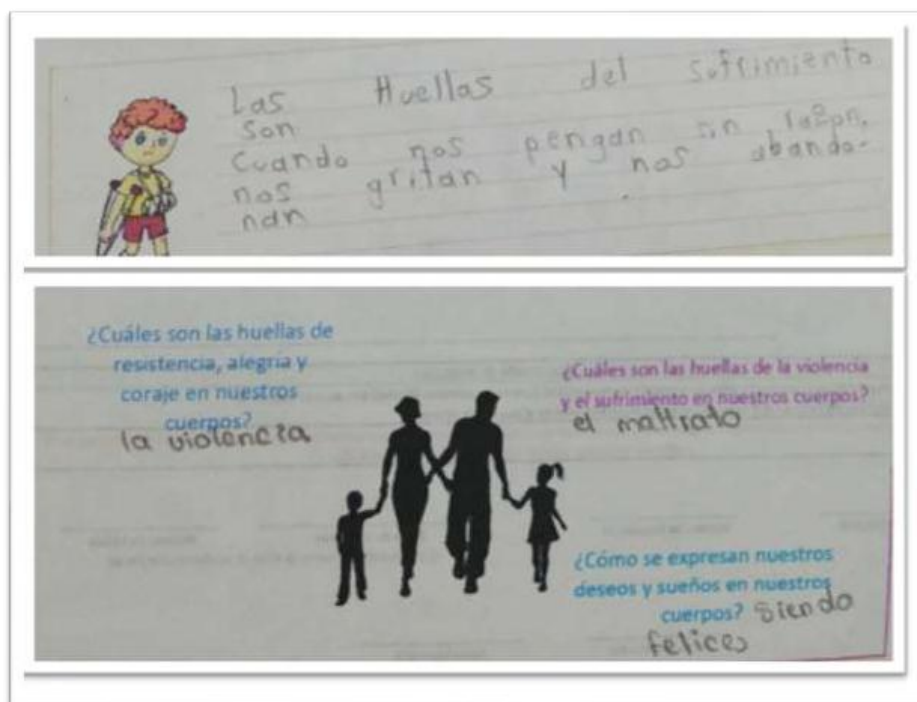 Las Huellas del sufrimiento
son
Cuando nos pengan sin razon,
nos gritan y nos abando-
nan
¿Cuáles son las huellas de
resistencia, alegría y
coraje en nuestros
cuerpos?
la violencia
¿Cuáles son las huellas de la violencia
y el sufrimiento en nuestros cuerpos?
el maltrato
¿Cómo se expresan nuestros
deseos y sueños en nuestros
cuerpos? Siendo
felices